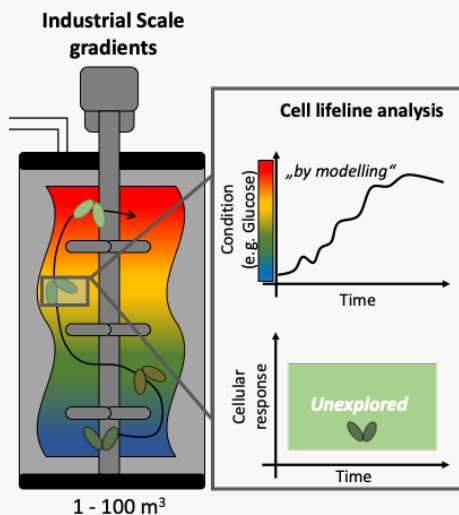 Industrial Scale
gradients
Cell lifeline analysis
„by modelling“
Condition
(e.g. Glucose)
Time
Cellular
response
Unexplored
Time
1 - 100 m³